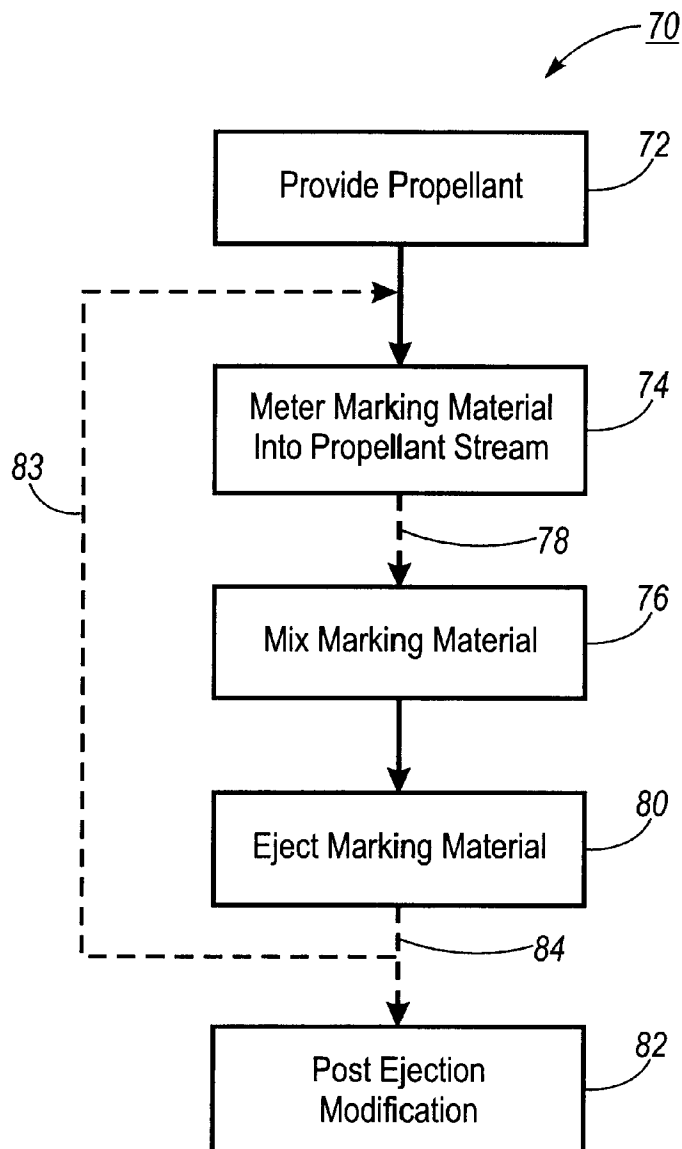 70
72
Provide Propellant
74
Meter Marking Material
Into Propellant Stream
83
78
76
Mix Marking Material
80
Eject Marking Material
84
82
Post Ejection
Modification